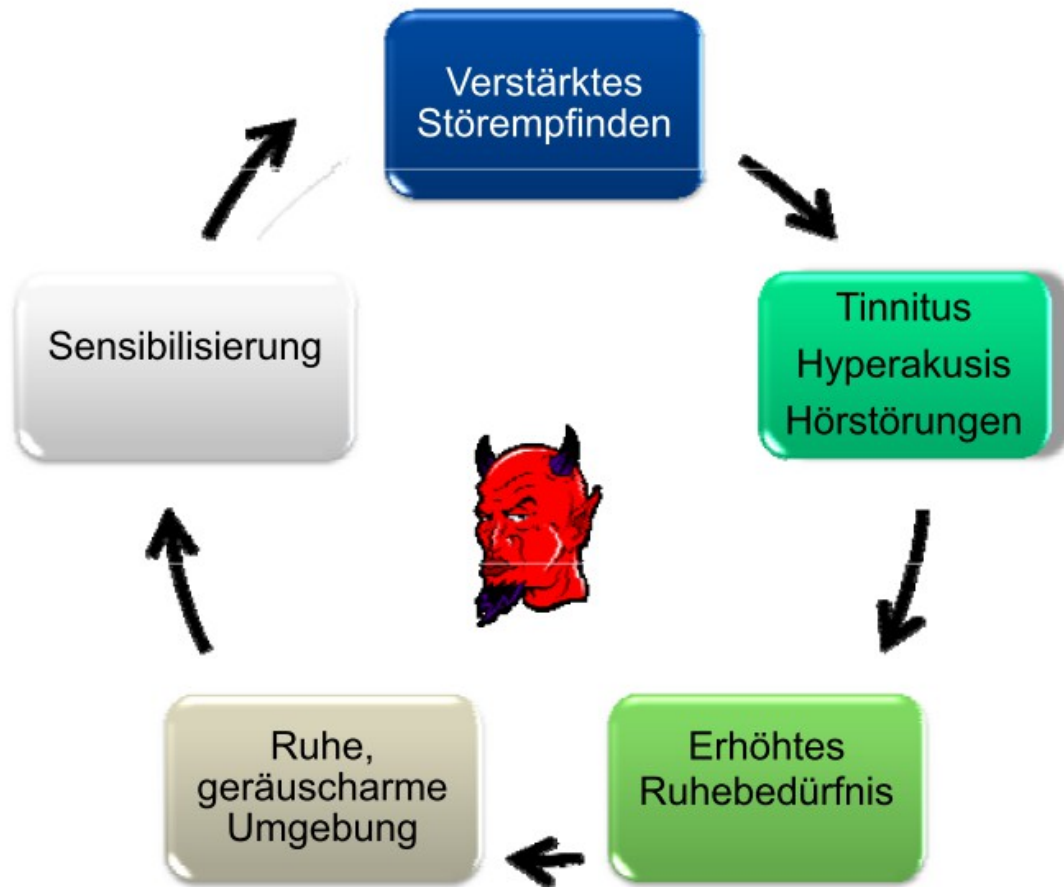 Verstärktes
Störempfinden
Tinnitus
Hyperakusis
Hörstörungen
Erhöhtes
Ruhebedürfnis
Ruhe,
geräuscharme
Umgebung
Sensibilisierung